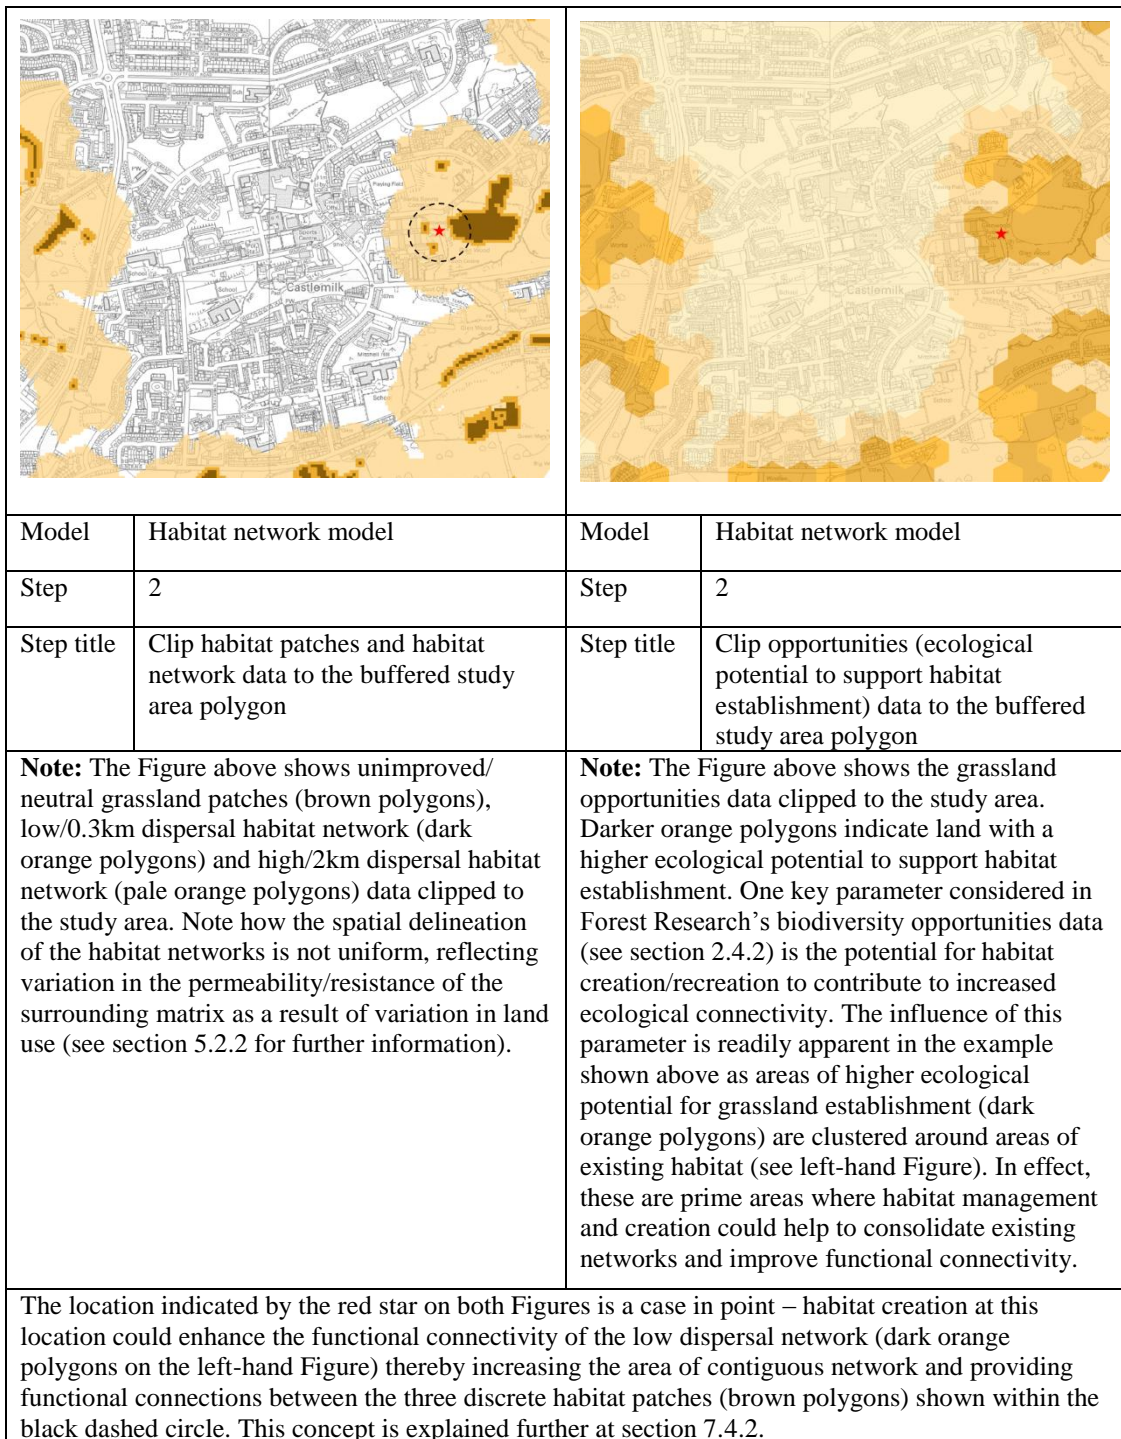 Castlemilk
School
School
Playing Field
Sports
Centre
PW
PW
Schoo
Castlemilk
School
Model
Habitat network model
Model
Habitat network model
Step
2
Step
2
Step title
Clip habitat patches and habitat
network data to the buffered study
area polygon
Step title
Clip opportunities (ecological
potential to support habitat
establishment) data to the buffered
study area polygon
Note: The Figure above shows unimproved/
neutral grassland patches (brown polygons),
low/0.3km dispersal habitat network (dark
orange polygons) and high/2km dispersal habitat
network (pale orange polygons) data clipped to
the study area. Note how the spatial delineation
of the habitat networks is not uniform, reflecting
variation in the permeability/resistance of the
surrounding matrix as a result of variation in land
use (see section 5.2.2 for further information).
Note: The Figure above shows the grassland
opportunities data clipped to the study area.
Darker orange polygons indicate land with a
higher ecological potential to support habitat
establishment. One key parameter considered in
Forest Research’s biodiversity opportunities data
(see section 2.4.2) is the potential for habitat
creation/recreation to contribute to increased
ecological connectivity. The influence of this
parameter is readily apparent in the example
shown above as areas of higher ecological
potential for grassland establishment (dark
orange polygons) are clustered around areas of
existing habitat (see left-hand Figure). In effect,
these are prime areas where habitat management
and creation could help to consolidate existing
networks and improve functional connectivity.
The location indicated by the red star on both Figures is a case in point – habitat creation at this
location could enhance the functional connectivity of the low dispersal network (dark orange
polygons on the left-hand Figure) thereby increasing the area of contiguous network and providing
functional connections between the three discrete habitat patches (brown polygons) shown within the
black dashed circle. This concept is explained further at section 7.4.2.